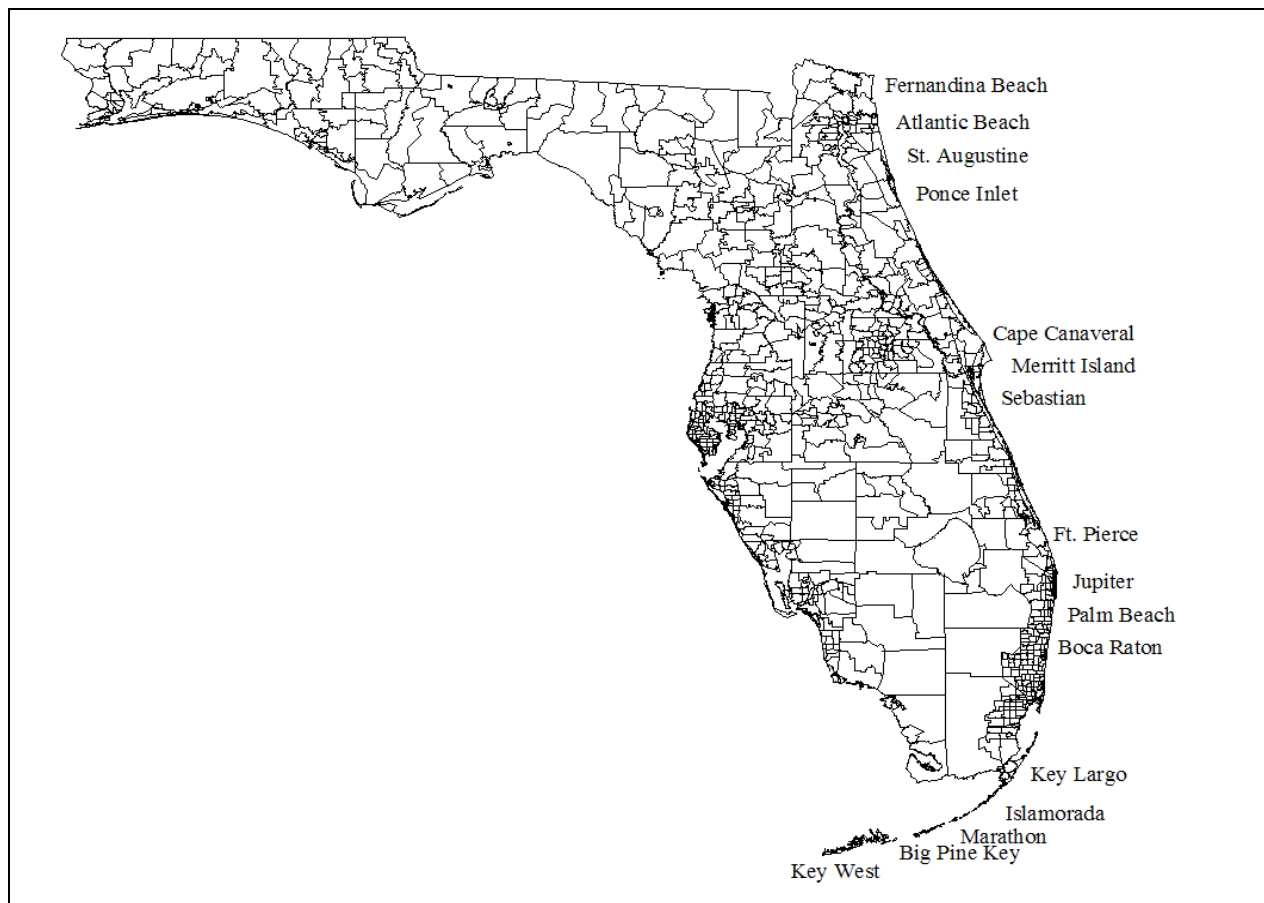 Fernandina Beach
Atlantic Beach
St. Augustine
Ponce Inlet
Cape Canaveral
Merritt Island
Sebastian
Ft. Pierce
Jupiter
Palm Beach
Boca Raton
Key Largo
Islamorada
Marathon
Big Pine Key
Key West